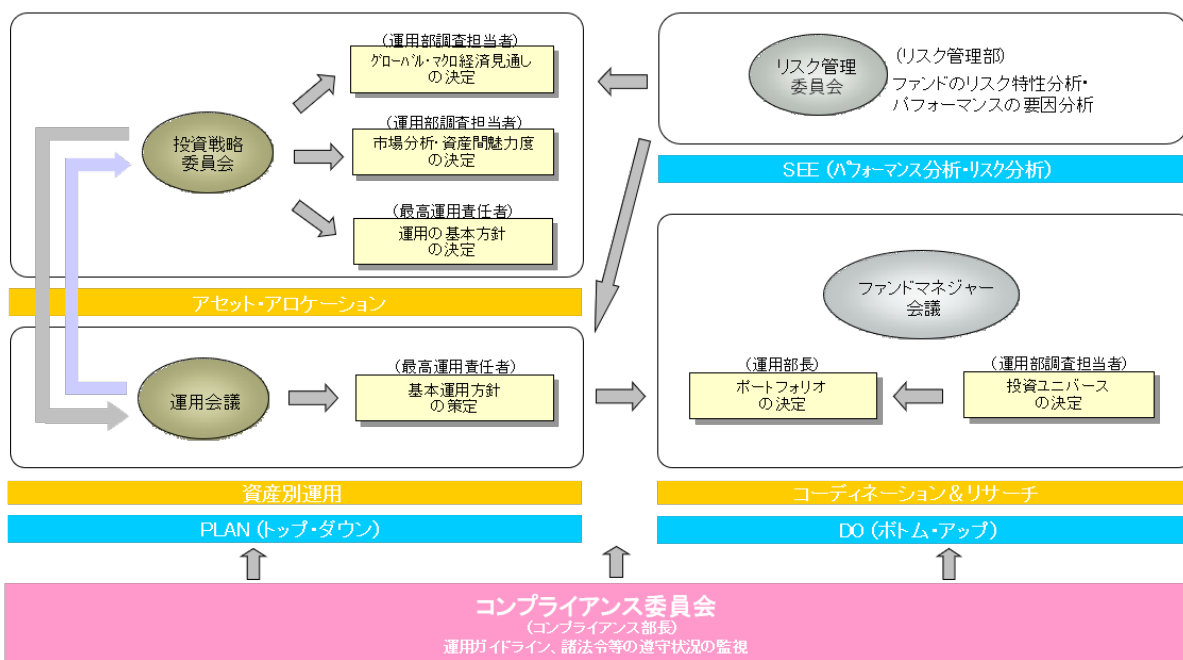 (運用部調査担当者)
グローバル・マクロ経済見通し
の決定
投資戦略
委員会
(運用部調査担当者)
市場分析・資産間魅力度
の決定
(最高運用責任者)
運用の基本方針
の決定
アセット・アロケーション
運用会議
(最高運用責任者)
基本運用方針
の策定
資産別運用
PLAN (トップ・ダウン)
リスク管理
委員会
(リスク管理部)
ファンドのリスク特性分析・
パフォーマンスの要因分析
SEE (パフォーマンス分析・リスク分析)
ファンドマネジャー
会議
(運用部長)
ポートフォリオ
の決定
(運用部調査担当者)
投資ユニバース
の決定
コーディネーション&リサーチ
DO (ボトム・アップ)
コンプライアンス委員会
(コンプライアンス部長)
運用ガイドライン、諸法令等の遵守状況の監視